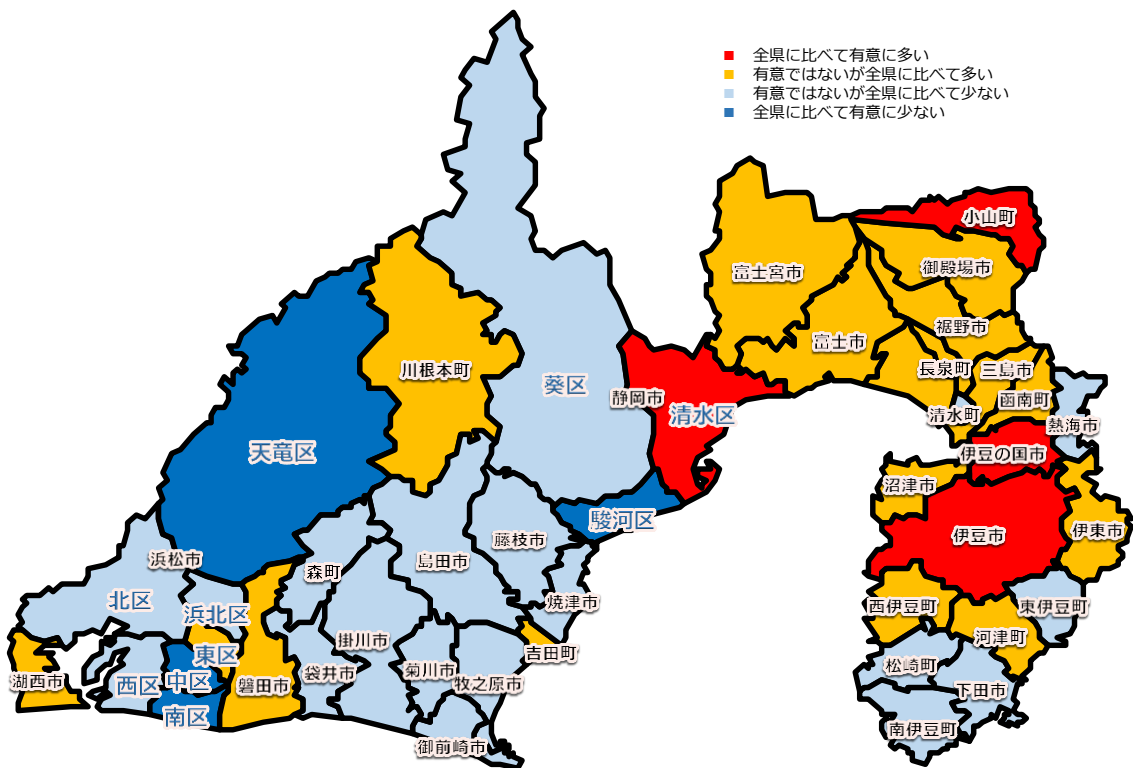 全県に比べて有意に多い
有意ではないが全県に比べて多い
有意ではないが全県に比べて少ない
全県に比べて有意に少ない
小山町
御殿場市
富士宮市
裾野市
富士市
長泉町
三島市
川根本町
葵区
静岡市
函南町
清水区
清水町
熱海市
天竜区
伊豆の国市
沼津市
駿河区
伊東市
伊豆市
藤枝市
浜松市
島田市
森町
北区
焼津市
西伊豆町
東伊豆町
浜北区
掛川市
河津町
東区
吉田町
松崎町
湖西市
中区
西区
磐田市
袋井市
菊川市
牧之原市
下田市
南区
南伊豆町
御前崎市